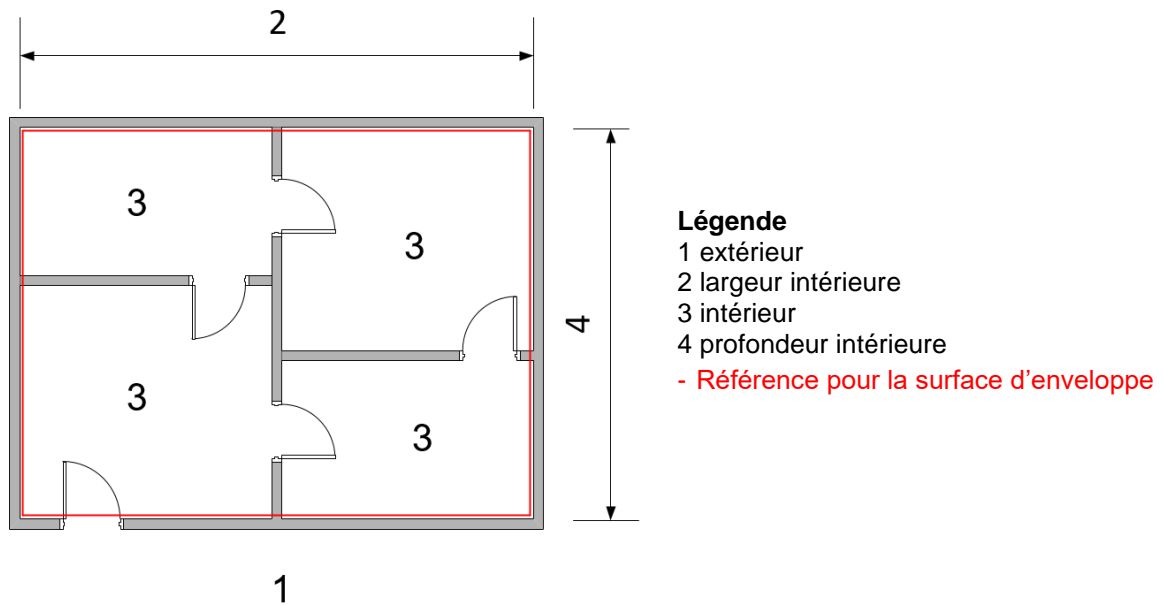 2
3
3
4
3
3
1
Légende
1 extérieur
2 largeur intérieure
3 intérieur
4 profondeur intérieure
- Référence pour la surface d’enveloppe